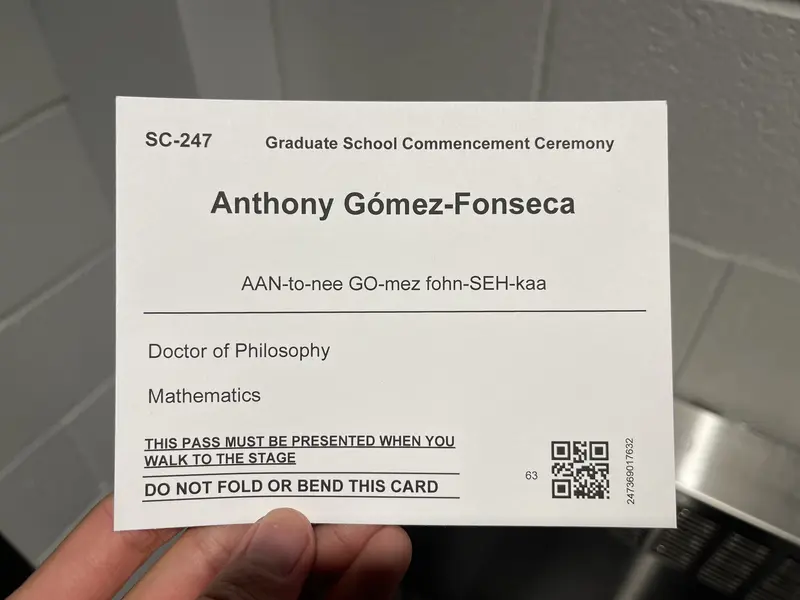 SC-247
Graduate School Commencement Ceremony
Anthony Gómez-Fonseca
AAN-to-nee GO-mez fohn-SEH-kaa
Doctor of Philosophy
Mathematics
THIS PASS MUST BE PRESENTED WHEN YOU
WALK TO THE STAGE
DO NOT FOLD OR BEND THIS CARD
63
247369017632